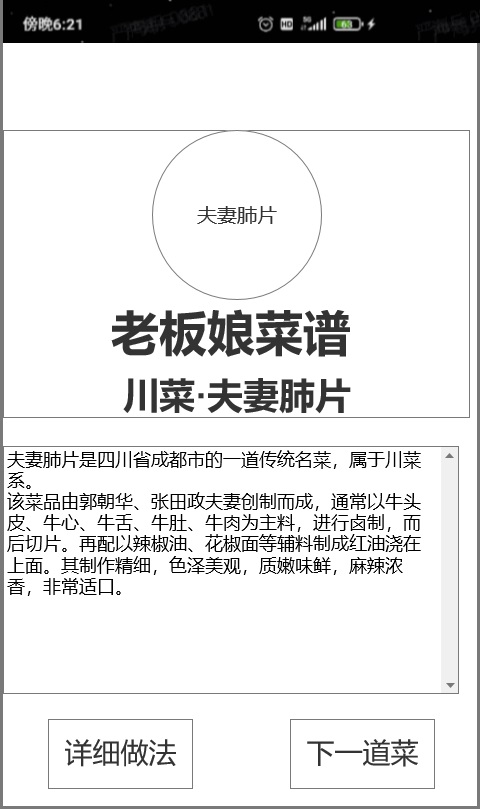 傍晚6:21
HD
5G
63
夫妻肺片
老板娘菜谱
川菜·夫妻肺片
夫妻肺片是四川省成都市的一道传统名菜，属于川菜
系。
该菜品由郭朝华、张田政夫妻创制而成，通常以牛头
皮、牛心、牛舌、牛肚、牛肉为主料，进行卤制，而
后切片。再配以辣椒油、花椒面等辅料制成红油浇在
上面。其制作精细，色泽美观，质嫩味鲜，麻辣浓
香，非常适口。
详细做法
下一道菜